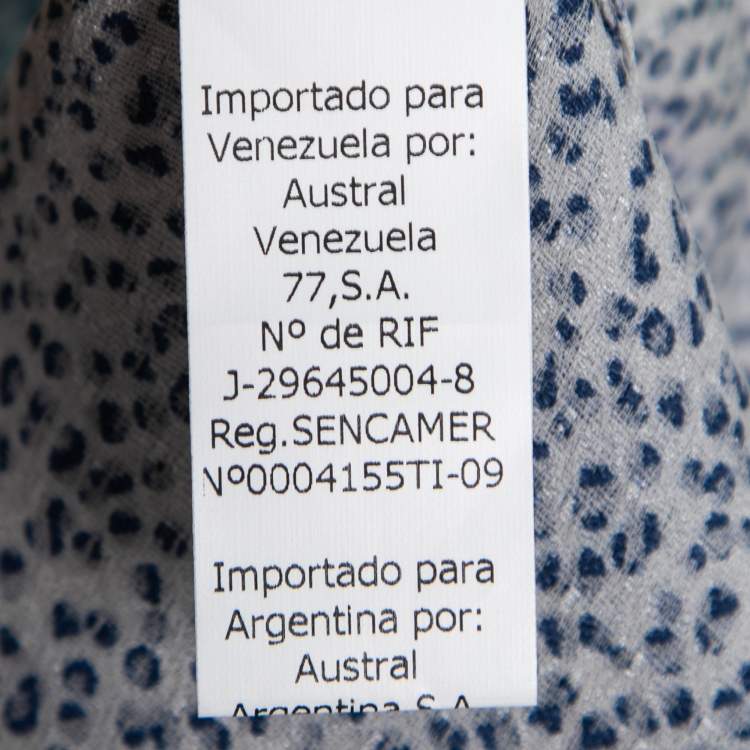 Importado para
Venezuela por:
Austral
Venezuela
77,S.A.
Nº de RIF
J-29645004-8
Reg.SENCAMER
Nº0004155TI-09
Importado para
Argentina por:
Austral
Argentina S.A.